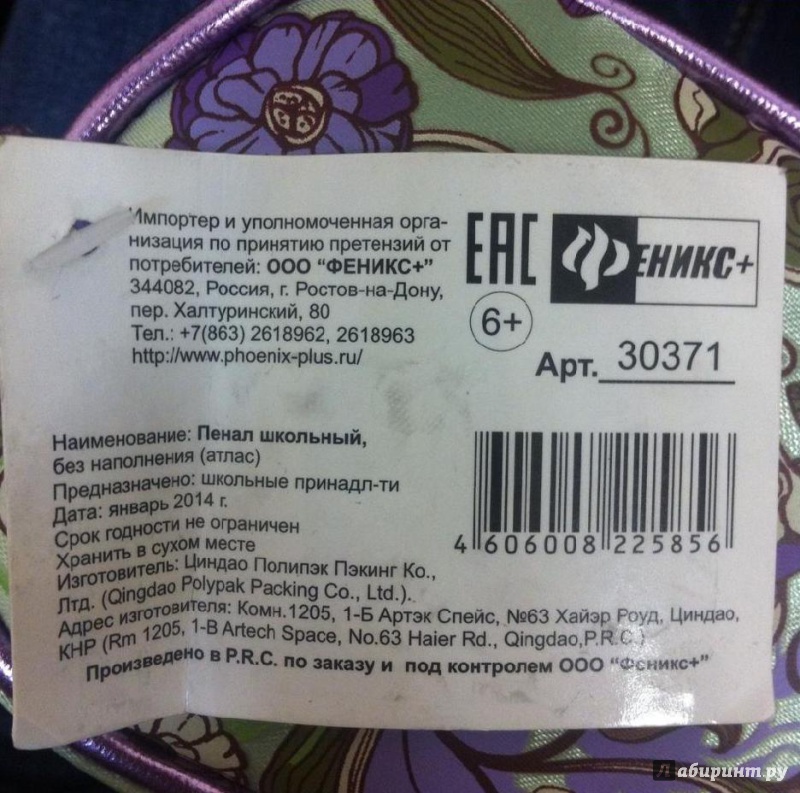 Импортер и уполномоченная орга-
низация по принятию претензий от
потребителей: ООО "ФЕНИКС+"
344082, Россия, г. Ростов-на-Дону,
пер. Халтуринский, 80
Тел.: +7(863) 2618962, 2618963
http://www.phoenix-plus.ru/
ЕАС
ФЕНИКС+
6+
Арт. 30371
Наименование: Пенал школьный,
без наполнения (атлас)
Предназначено: школьные принадл-ти
Дата: январь 2014 г.
Срок годности не ограничен
Хранить в сухом месте
Изготовитель: Циндао Полипэк Пэкинг Ко.,
Лтд. (Qingdao Polypak Packing Co., Ltd.).
Адрес изготовителя: Комн.1205, 1-Б Артэк Спейс, №63 Хайэр Роуд, Циндао,
КНР (Rm 1205, 1-B Artech Space, No.63 Haier Rd., Qingdao,P.R.C.)
Произведено в P.R.C. по заказу и под контролем ООО "Феникс+"
4 606008 225856
Лабиринт.ру